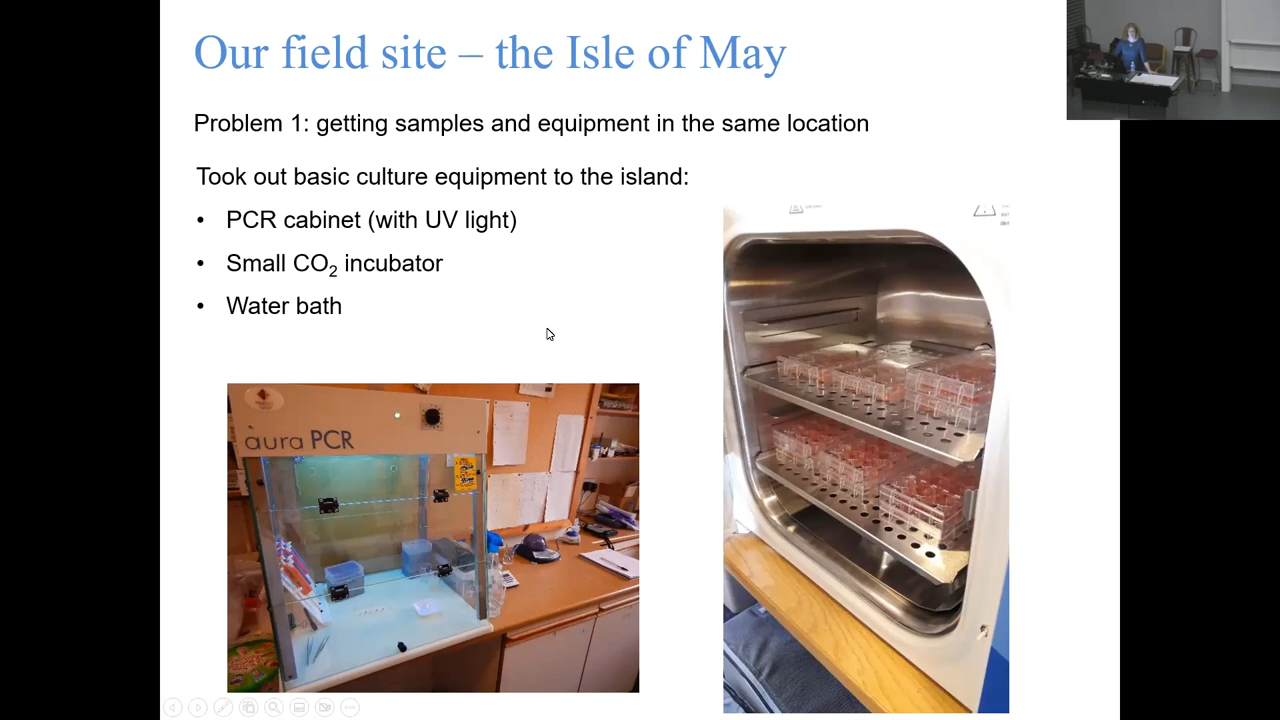 Our field site – the Isle of May
Problem 1: getting samples and equipment in the same location
Took out basic culture equipment to the island:
• PCR cabinet (with UV light)
• Small CO₂ incubator
• Water bath
aura PCR